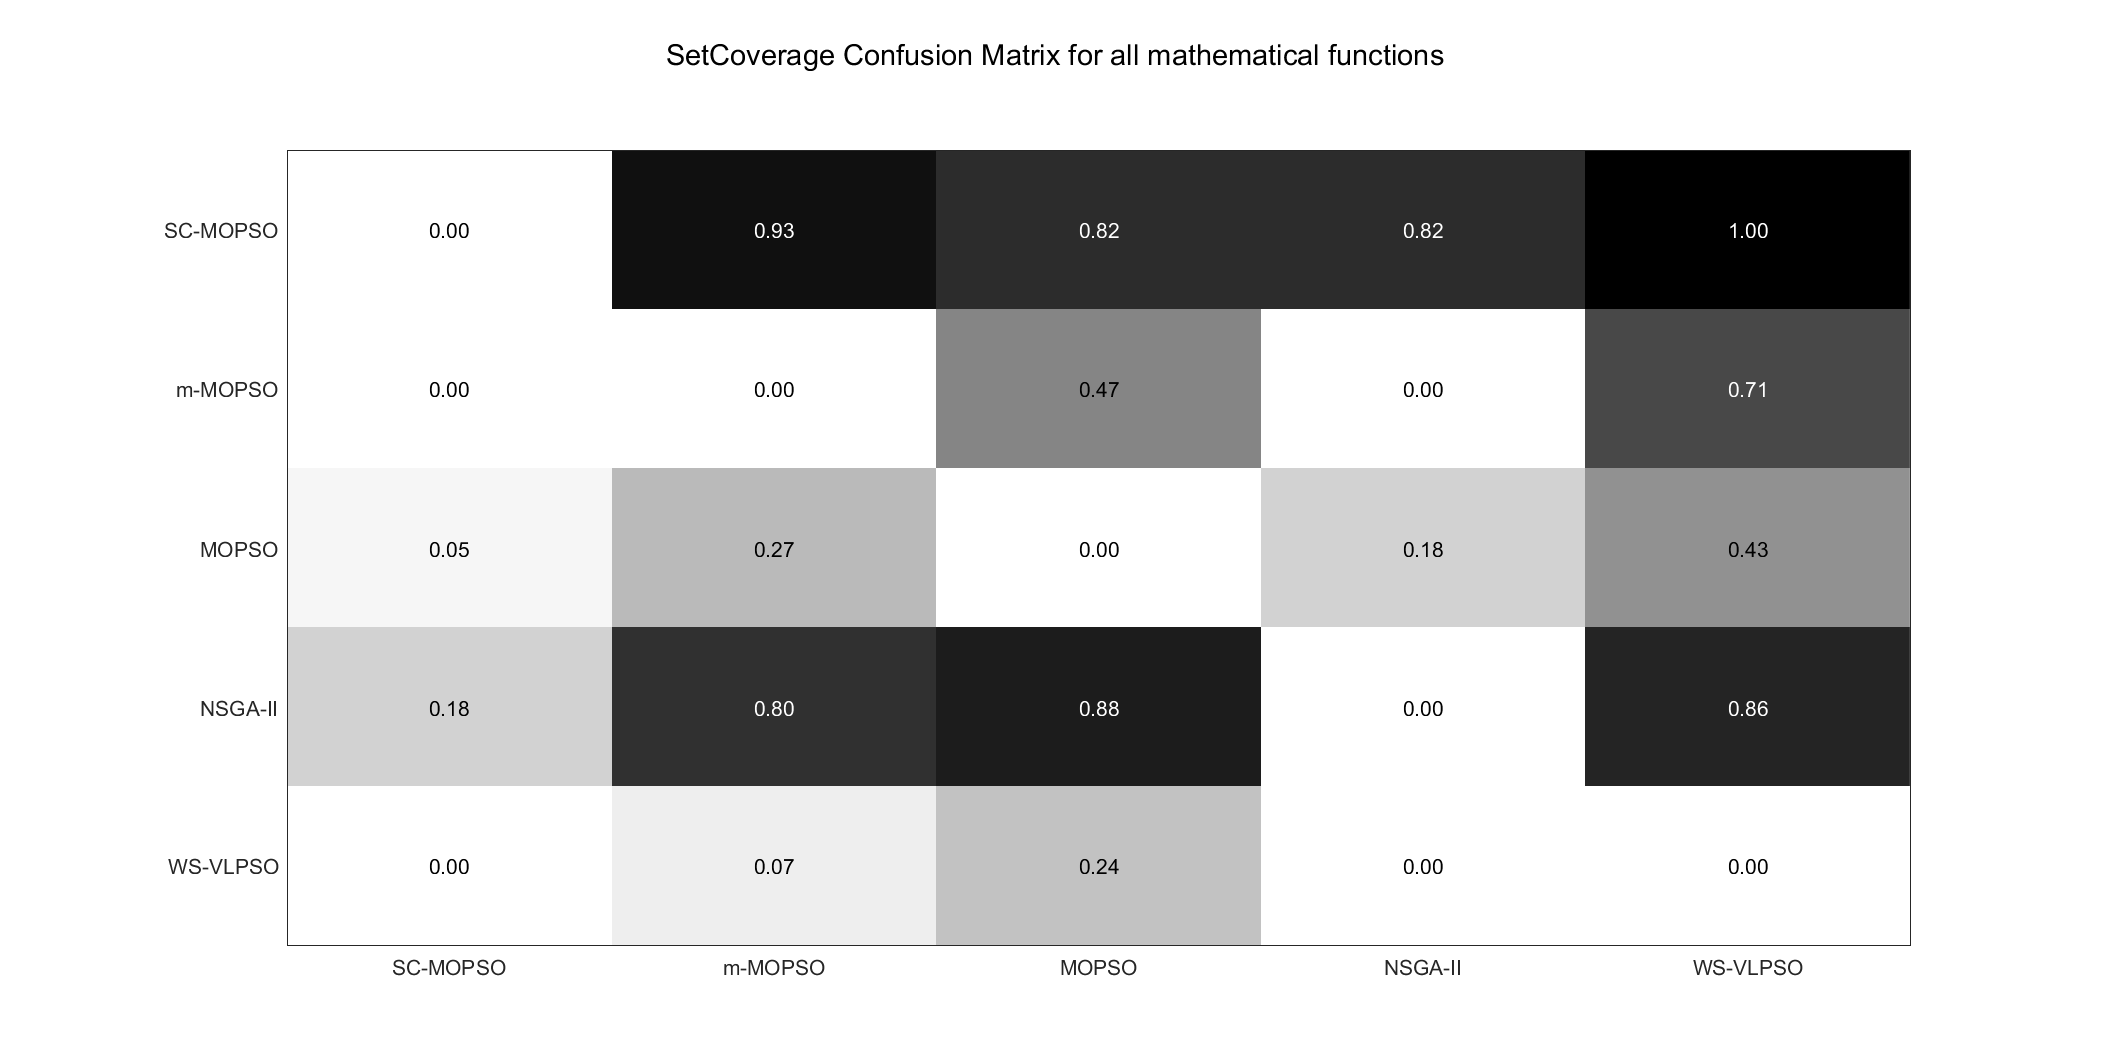 SetCoverage Confusion Matrix for all mathematical functions
SC-MOPSO 0.00 0.93 0.82 0.82 1.00
m-MOPSO 0.00 0.00 0.47 0.00 0.71
MOPSO 0.05 0.27 0.00 0.18 0.43
NSGA-II 0.18 0.80 0.88 0.00 0.86
WS-VLPSO 0.00 0.07 0.24 0.00 0.00
SC-MOPSO m-MOPSO MOPSO NSGA-II WS-VLPSO